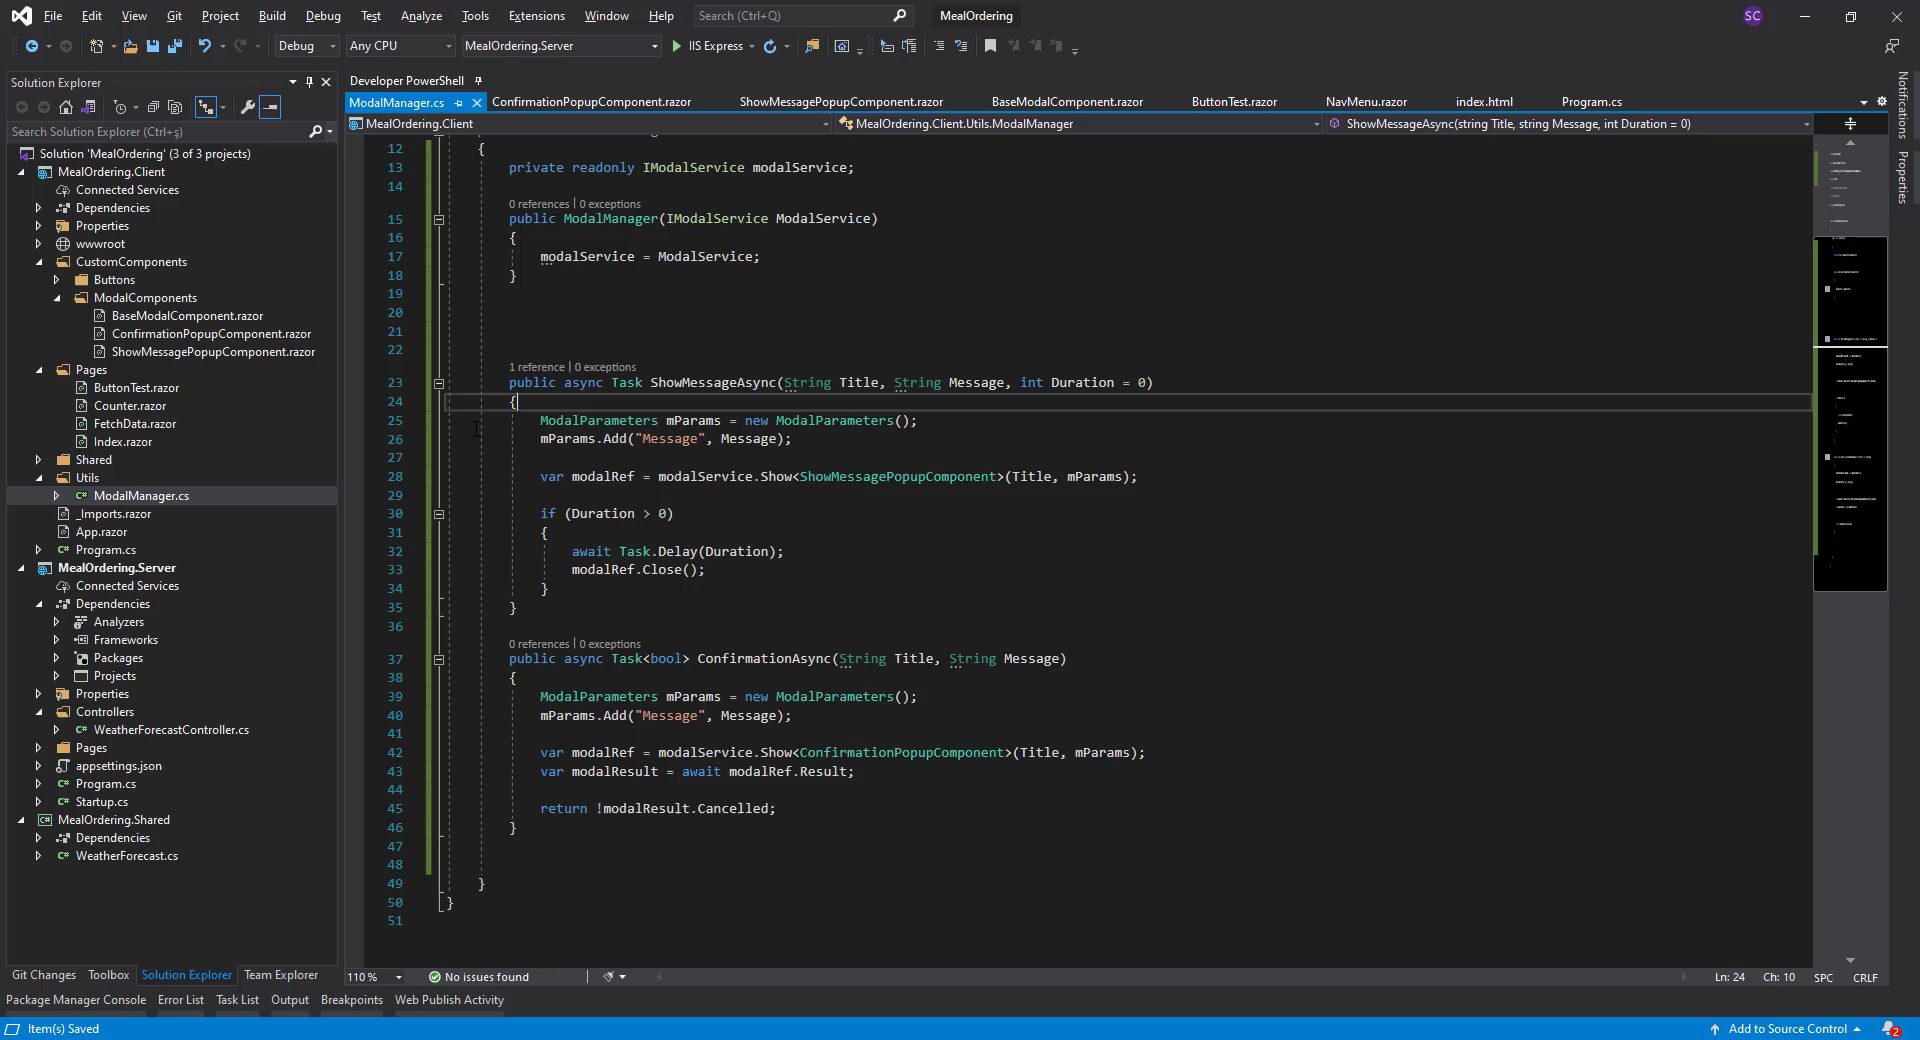 File Edit View Git Project Build Debug Test Analyze Tools Extensions Window Help Search (Ctrl+Q) MealOrdering SC
Debug Any CPU MealOrdering.Server IIS Express
Solution Explorer
Search Solution Explorer (Ctrl+ş)
Solution 'MealOrdering' (3 of 3 projects)
MealOrdering.Client
Connected Services
Dependencies
Properties
wwwroot
CustomComponents
Buttons
ModalComponents
BaseModalComponent.razor
ConfirmationPopupComponent.razor
ShowMessagePopupComponent.razor
Pages
ButtonTest.razor
Counter.razor
FetchData.razor
Index.razor
Shared
Utils
C# ModalManager.cs
_Imports.razor
App.razor
C# Program.cs
MealOrdering.Server
Connected Services
Dependencies
Analyzers
Frameworks
Packages
Projects
Properties
Controllers
C# WeatherForecastController.cs
Pages
appsettings.json
C# Program.cs
C# Startup.cs
C# MealOrdering.Shared
Dependencies
C# WeatherForecast.cs
Git Changes Toolbox Solution Explorer Team Explorer
Developer PowerShell
ModalManager.cs ConfirmationPopupComponent.razor ShowMessagePopupComponent.razor BaseModalComponent.razor ButtonTest.razor NavMenu.razor index.html Program.cs
MealOrdering.Client MealOrdering.Client.Utils.ModalManager ShowMessageAsync(string Title, string Message, int Duration = 0)
12 {
13 private readonly IModalService modalService;
14
0 references | 0 exceptions
15 public ModalManager(IModalService ModalService)
16 {
17 modalService = ModalService;
18 }
19
20
21
22
1 reference | 0 exceptions
23 public async Task ShowMessageAsync(String Title, String Message, int Duration = 0)
24 {
25 ModalParameters mParams = new ModalParameters();
26 mParams.Add("Message", Message);
27
28 var modalRef = modalService.Show<ShowMessagePopupComponent>(Title, mParams);
29
30 if (Duration > 0)
31 {
32 await Task.Delay(Duration);
33 modalRef.Close();
34 }
35 }
36
0 references | 0 exceptions
37 public async Task<bool> ConfirmationAsync(String Title, String Message)
38 {
39 ModalParameters mParams = new ModalParameters();
40 mParams.Add("Message", Message);
41
42 var modalRef = modalService.Show<ConfirmationPopupComponent>(Title, mParams);
43 var modalResult = await modalRef.Result;
44
45 return !modalResult.Cancelled;
46 }
47
48
49 }
50 }
51
110 % No issues found Ln: 24 Ch: 10 SPC CRLF
Notifications
Properties
Package Manager Console Error List Task List Output Breakpoints Web Publish Activity
Item(s) Saved Add to Source Control 2